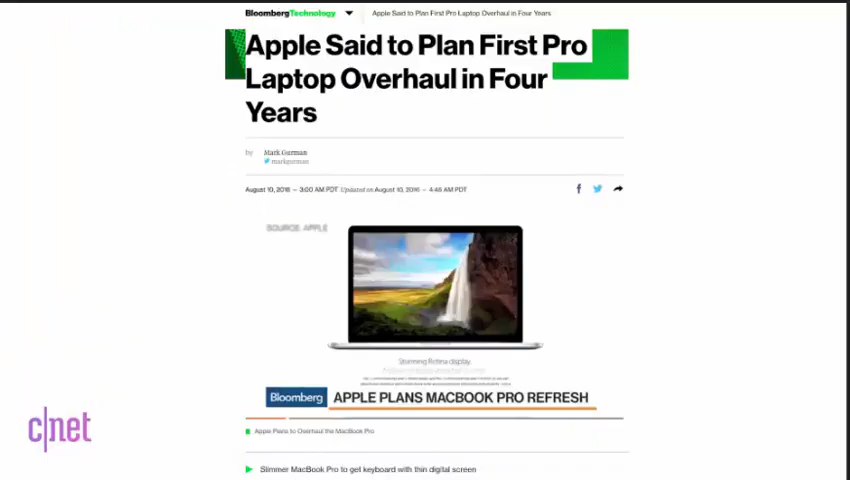 BloombergTechnology Apple Said to Plan First Pro Laptop Overhaul in Four Years
Apple Said to Plan First Pro
Laptop Overhaul in Four
Years
by Mark Gurman
markgurman
August 10, 2016 — 3:00 AM PDT Updated on August 10, 2016 — 4:46 AM PDT
SOURCE: APPLE
Stunning Retina display.
Bloomberg APPLE PLANS MACBOOK PRO REFRESH
c|net
Apple Plans to Overhaul the MacBook Pro
Slimmer MacBook Pro to get keyboard with thin digital screen